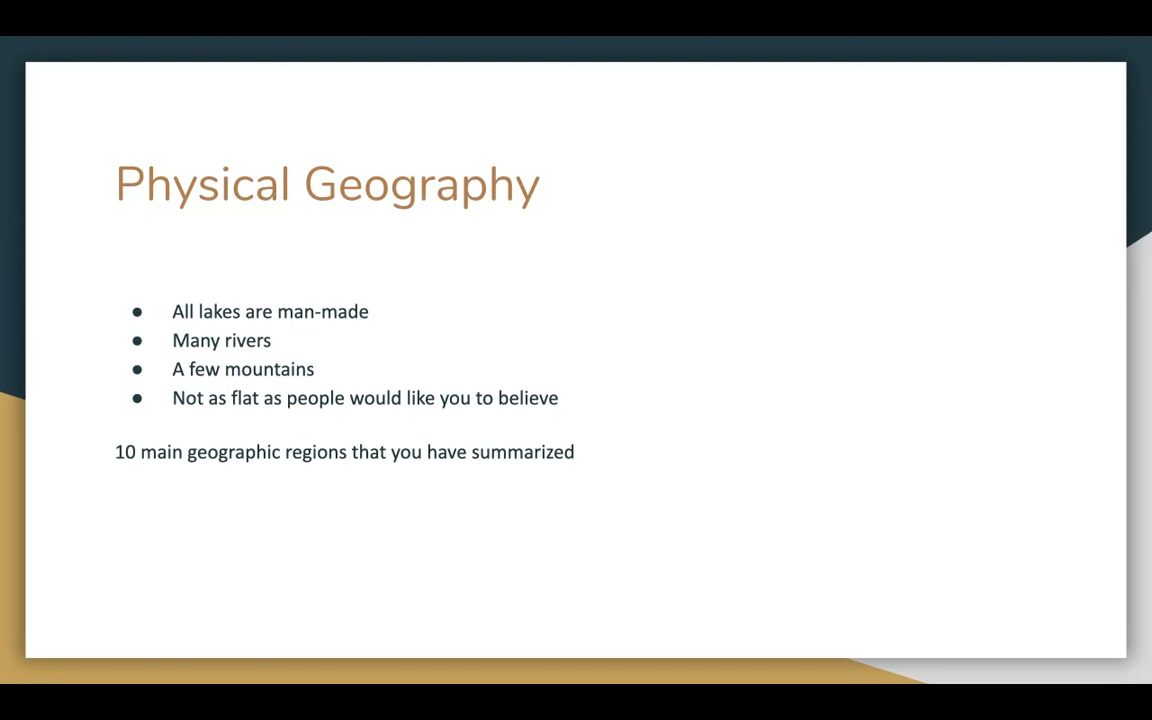 Physical Geography
● All lakes are man-made
● Many rivers
● A few mountains
● Not as flat as people would like you to believe
10 main geographic regions that you have summarized